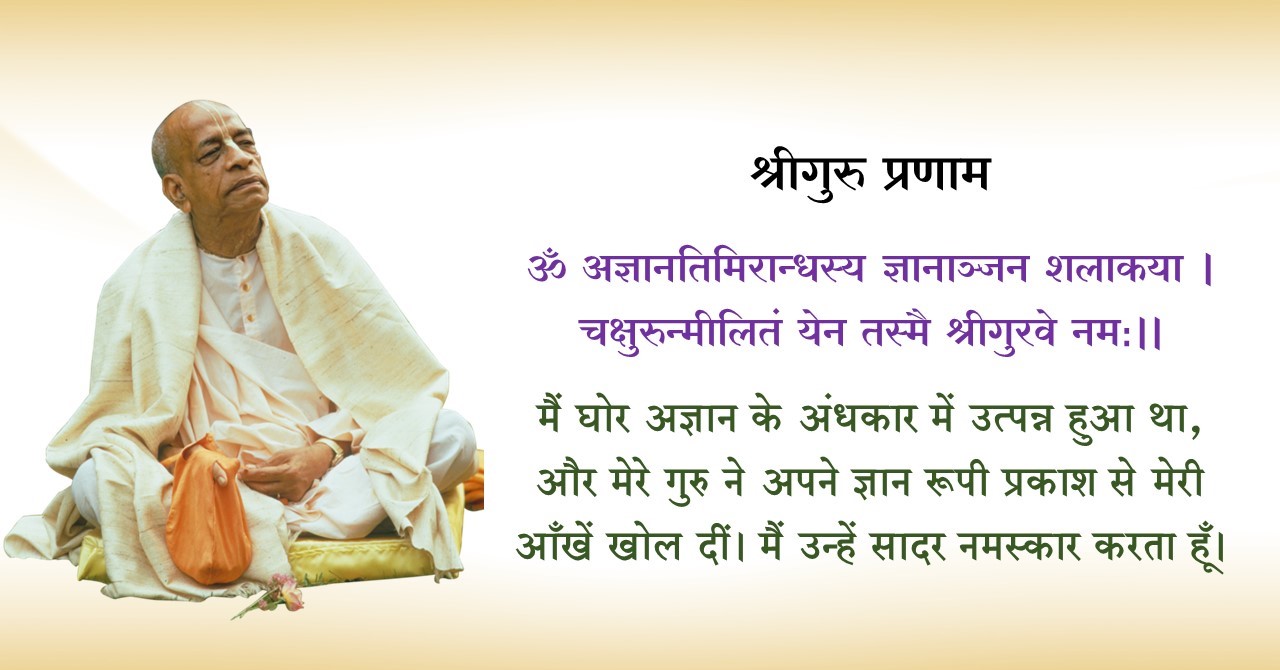 श्रीगुरु प्रणाम
ॐ अज्ञानतिमिरान्धस्य ज्ञानाञ्जन शलाकया ।
चक्षुरुन्मीलितं येन तस्मै श्रीगुरवे नमः।।
मैं घोर अज्ञान के अंधकार में उत्पन्न हुआ था,
और मेरे गुरु ने अपने ज्ञान रूपी प्रकाश से मेरी
आँखें खोल दीं। मैं उन्हें सादर नमस्कार करता हूँ।